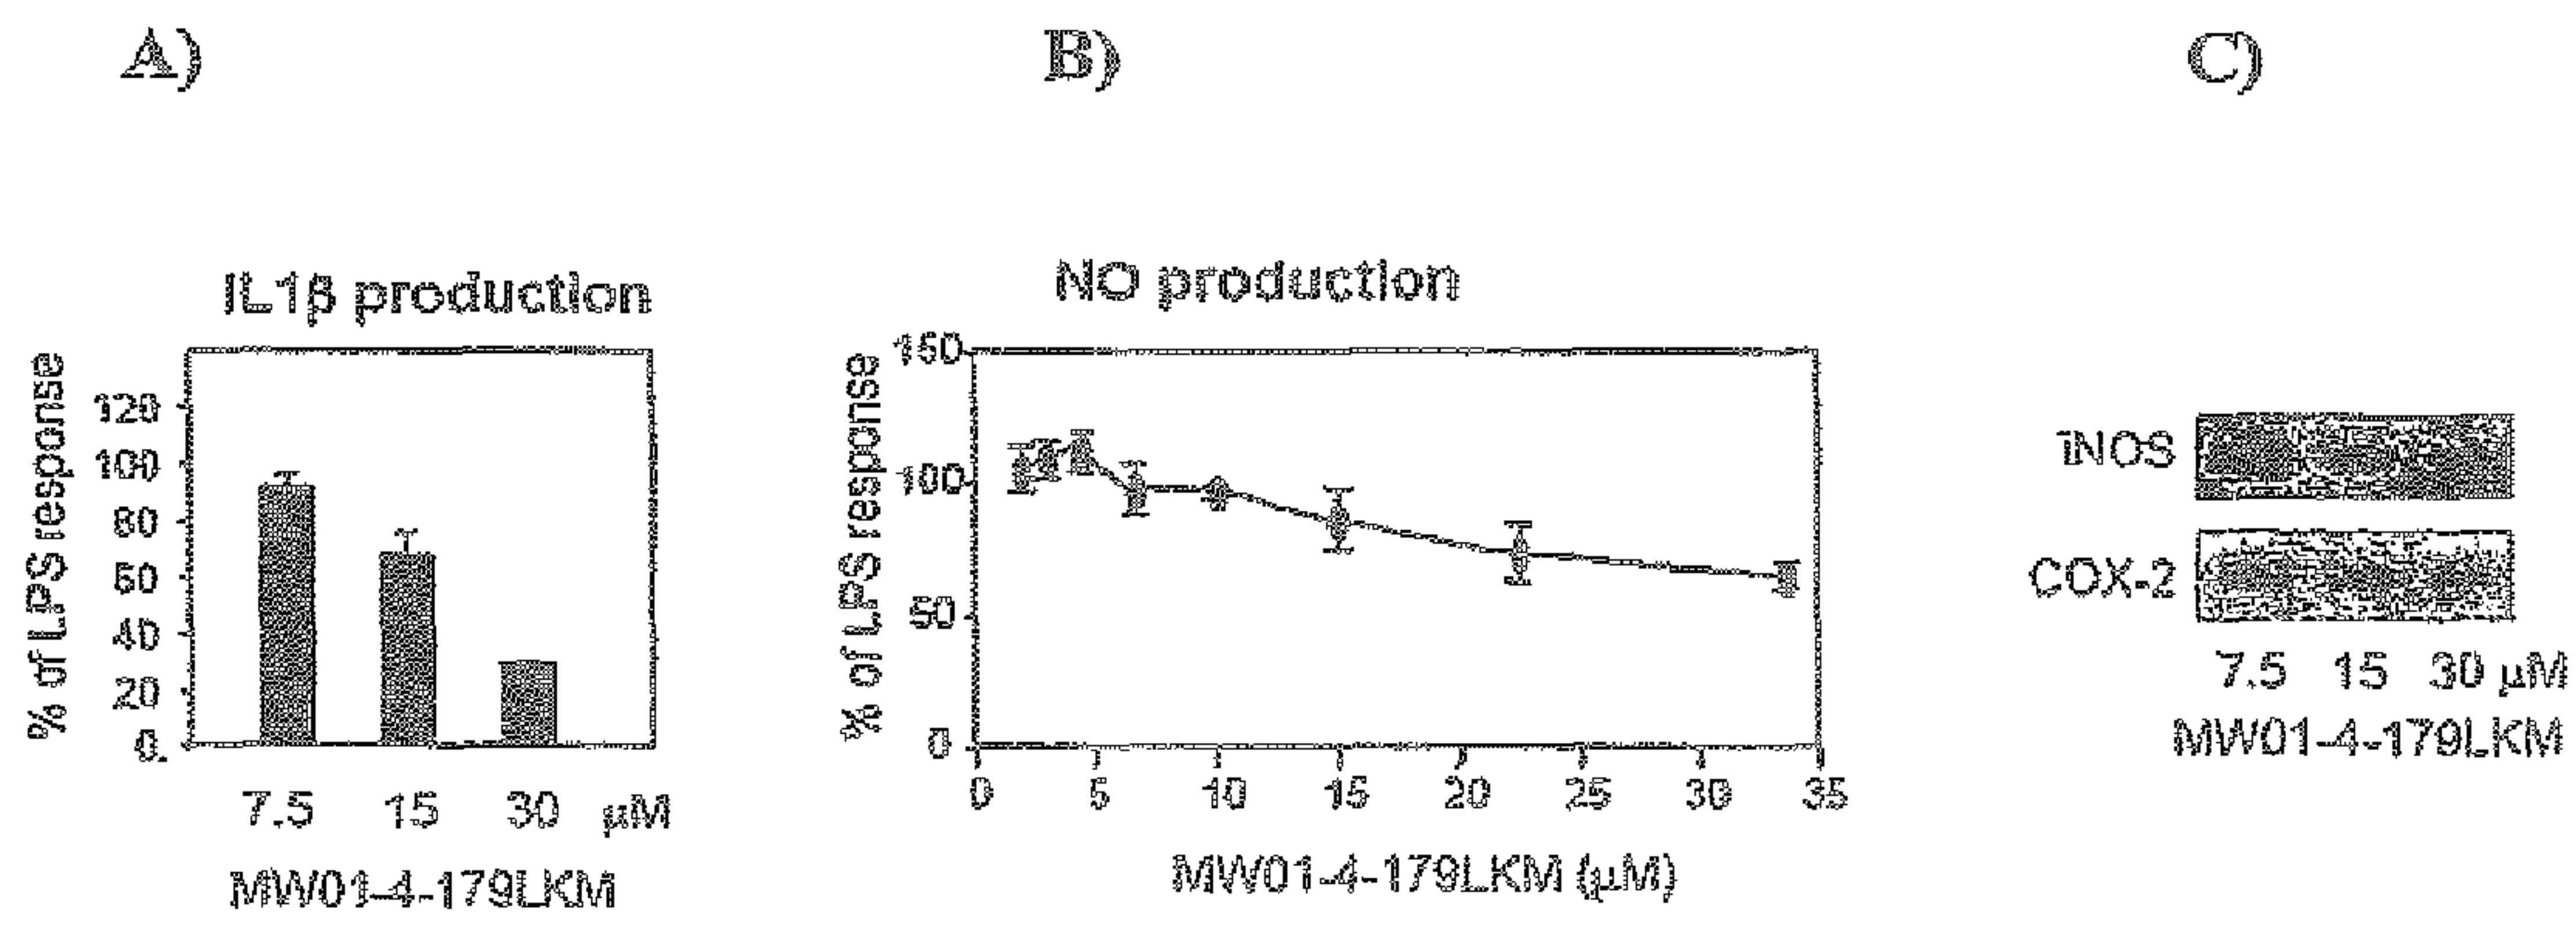 A)
IL1β production
% of LPS response
120
100
80
60
40
20
0
7.5 15 30 μM
MW01-4-179LKM
B)
NO production
% of LPS response
150
100
50
0
0 5 10 15 20 25 30 35
MW01-4-179LKM (μM)
C)
iNOS
COX-2
7.5 15 30 μM
MW01-4-179LKM